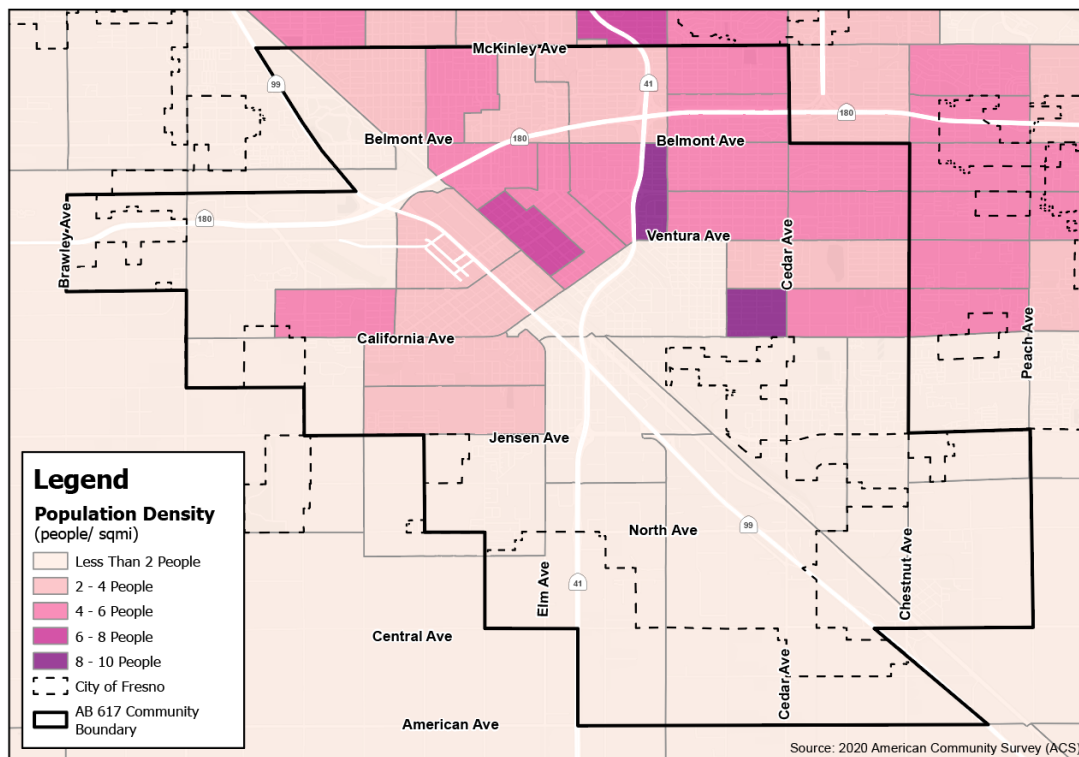 McKinley Ave
99
41
Belmont Ave
180
Belmont Ave
180
Brawley Ave
180
Ventura Ave
Cedar Ave
California Ave
Peach Ave
Jensen Ave
North Ave
99
Chestnut Ave
Elm Ave
41
Central Ave
Cedar Ave
American Ave
Legend
Population Density
(people/ sqmi)
Less Than 2 People
2 - 4 People
4 - 6 People
6 - 8 People
8 - 10 People
City of Fresno
AB 617 Community
Boundary
Source: 2020 American Community Survey (ACS)